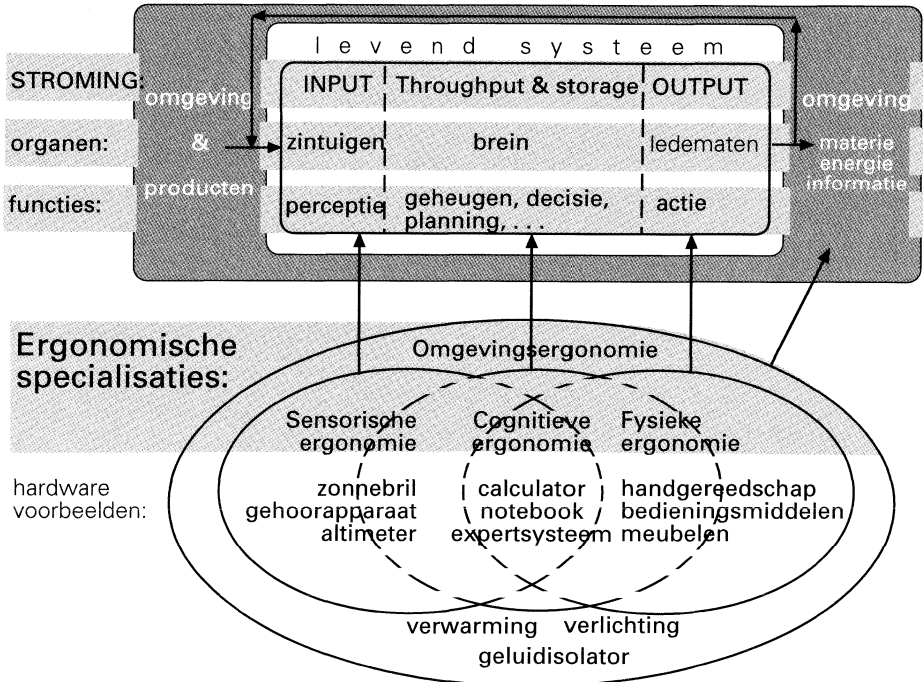 levend systeem
STROMING: omgeving INPUT Throughput & storage OUTPUT omgeving
organen: & zintuigen brein ledematen materie
energie
functies: producten perceptie geheugen, decisie, actie informatie
planning, . . .
Ergonomische
specialisaties:
Omgevingsergonomie
Sensorische Cognitieve Fysieke
ergonomie ergonomie ergonomie
hardware zonnebril calculator handgereedschap
voorbeelden: gehoorapparaat notebook bedieningsmiddelen
altimeter expertsysteem meubelen
verwarming verlichting
geluidisolator